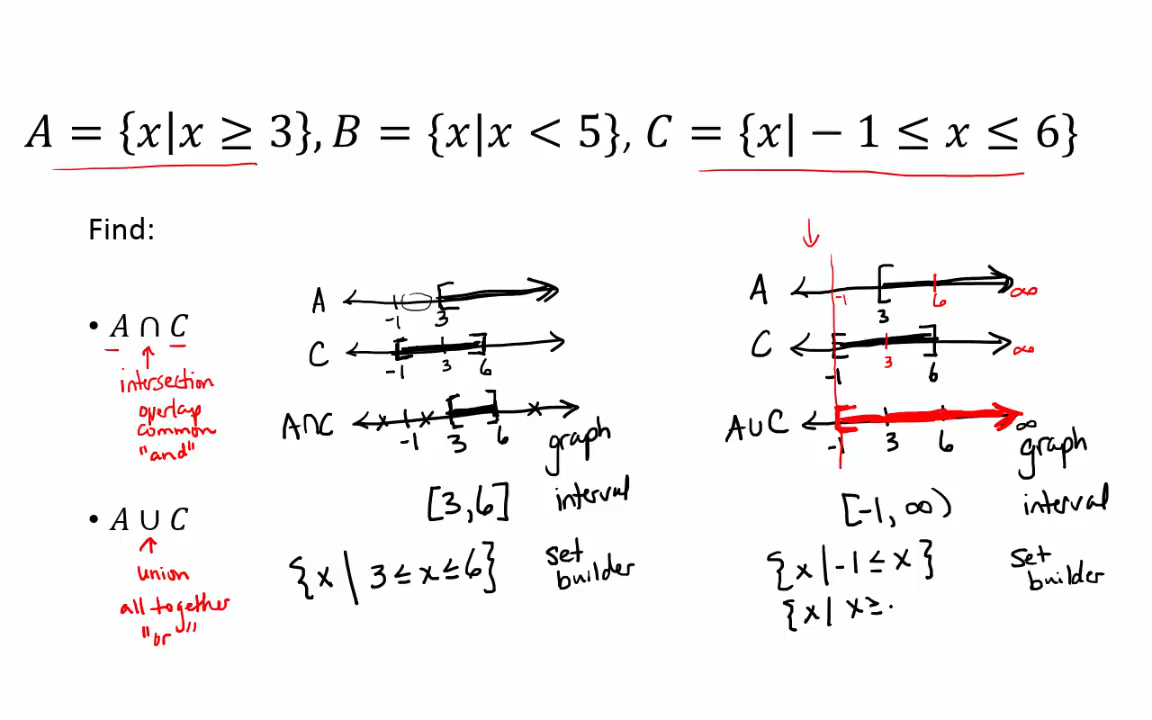 A = {x|x ≥ 3}, B = {x|x < 5}, C = {x| − 1 ≤ x ≤ 6}
Find:
• A ∩ C
intersection
overlap
common
"and"
• A ∪ C
union
all together
"or"
A
-1 3
C
-1 3 6
A∩C
-1 3 6
graph
[3,6] interval
{x | 3 ≤ x ≤ 6} set builder
A
-1 3 6 ∞
C
-1 3 6 ∞
A∪C
-1 3 6 ∞
graph
[-1, ∞) interval
{x | -1 ≤ x} set builder
{x | x ≥